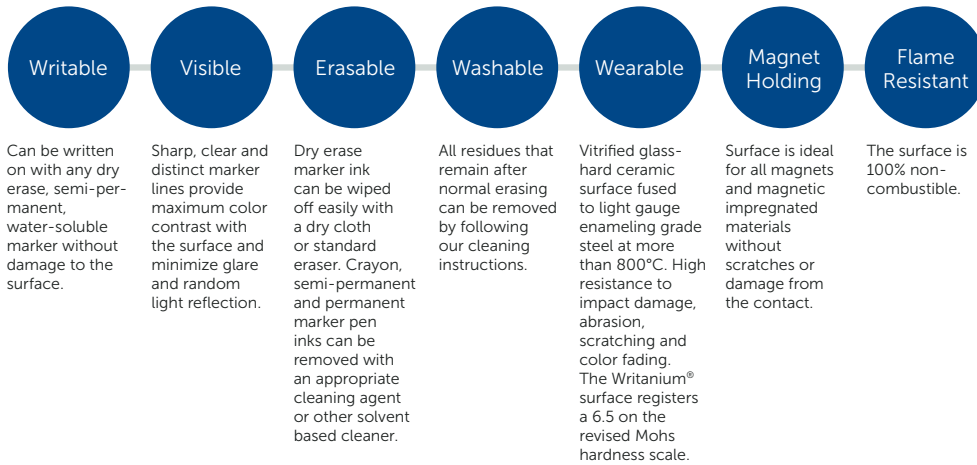 Writable
Visible
Erasable
Washable
Wearable
Magnet
Holding
Flame
Resistant
Can be written
on with any dry
erase, semi-per-
manent,
water-soluble
marker without
damage to the
surface.
Sharp, clear and
distinct marker
lines provide
maximum color
contrast with
the surface and
minimize glare
and random
light reflection.
Dry erase
marker ink
can be wiped
off easily with
a dry cloth
or standard
eraser. Crayon,
semi-permanent
and permanent
marker pen
inks can be
removed with
an appropriate
cleaning agent
or other solvent
based cleaner.
All residues that
remain after
normal erasing
can be removed
by following
our cleaning
instructions.
Vitrified glass-
hard ceramic
surface fused
to light gauge
enameling grade
steel at more
than 800°C. High
resistance to
impact damage,
abrasion,
scratching and
color fading.
The Writanium®
surface registers
a 6.5 on the
revised Mohs
hardness scale.
Surface is ideal
for all magnets
and magnetic
impregnated
materials
without
scratches or
damage from
the contact.
The surface is
100% non-
combustible.